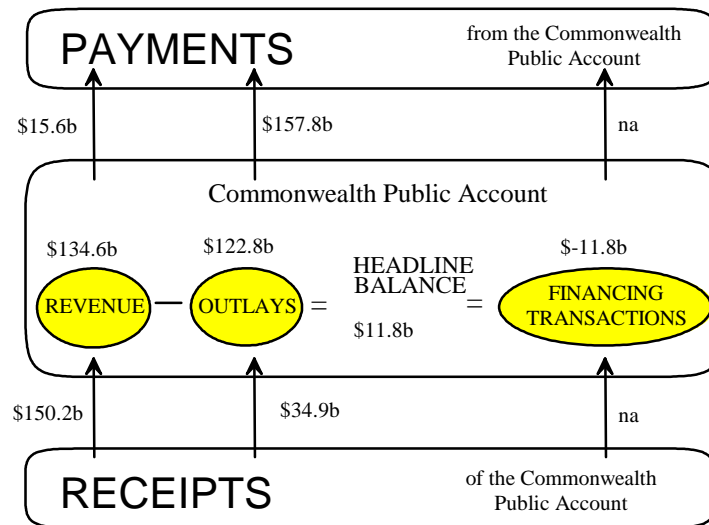 PAYMENTS
from the Commonwealth
Public Account
$15.6b
$157.8b
na
Commonwealth Public Account
$134.6b
$122.8b
$-11.8b
REVENUE
—
OUTLAYS
=
HEADLINE
BALANCE
$11.8b
=
FINANCING
TRANSACTIONS
$150.2b
$34.9b
na
RECEIPTS
of the Commonwealth
Public Account